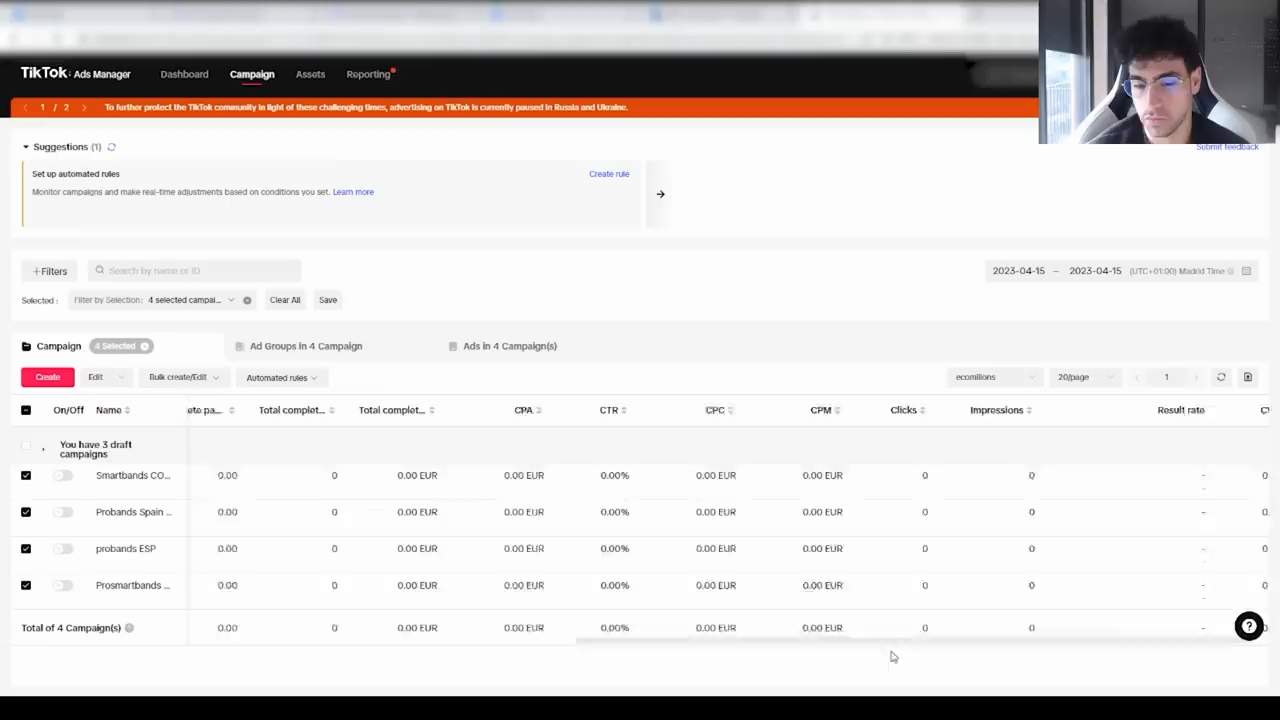 TikTok: Ads Manager Dashboard Campaign Assets Reporting
1 / 2 To further protect the TikTok community in light of these challenging times, advertising on TikTok is currently paused in Russia and Ukraine.
Submit feedback
Suggestions (1)
Set up automated rules Create rule
Monitor campaigns and make real-time adjustments based on conditions you set. Learn more
+Filters Search by name or ID 2023-04-15 – 2023-04-15 (UTC+01:00) Madrid Time
Selected : Filter by Selection: 4 selected campai... Clear All Save
Campaign 4 Selected Ad Groups in 4 Campaign Ads in 4 Campaign(s)
Create Edit Bulk create/Edit Automated rules ecomilions 20/page 1
On/Off Name ete pa... Total complet... Total complet... CPA CTR CPC CPM Clicks Impressions Result rate
You have 3 draft
campaigns
Smartbands CO... 0.00 0 0.00 EUR 0.00 EUR 0.00% 0.00 EUR 0.00 EUR 0 0 -
-
Probands Spain ... 0.00 0 0.00 EUR 0.00 EUR 0.00% 0.00 EUR 0.00 EUR 0 0 -
-
probands ESP 0.00 0 0.00 EUR 0.00 EUR 0.00% 0.00 EUR 0.00 EUR 0 0 -
-
Prosmartbands ... 0.00 0 0.00 EUR 0.00 EUR 0.00% 0.00 EUR 0.00 EUR 0 0 -
-
Total of 4 Campaign(s) 0.00 0 0.00 EUR 0.00 EUR 0.00% 0.00 EUR 0.00 EUR 0 0 -